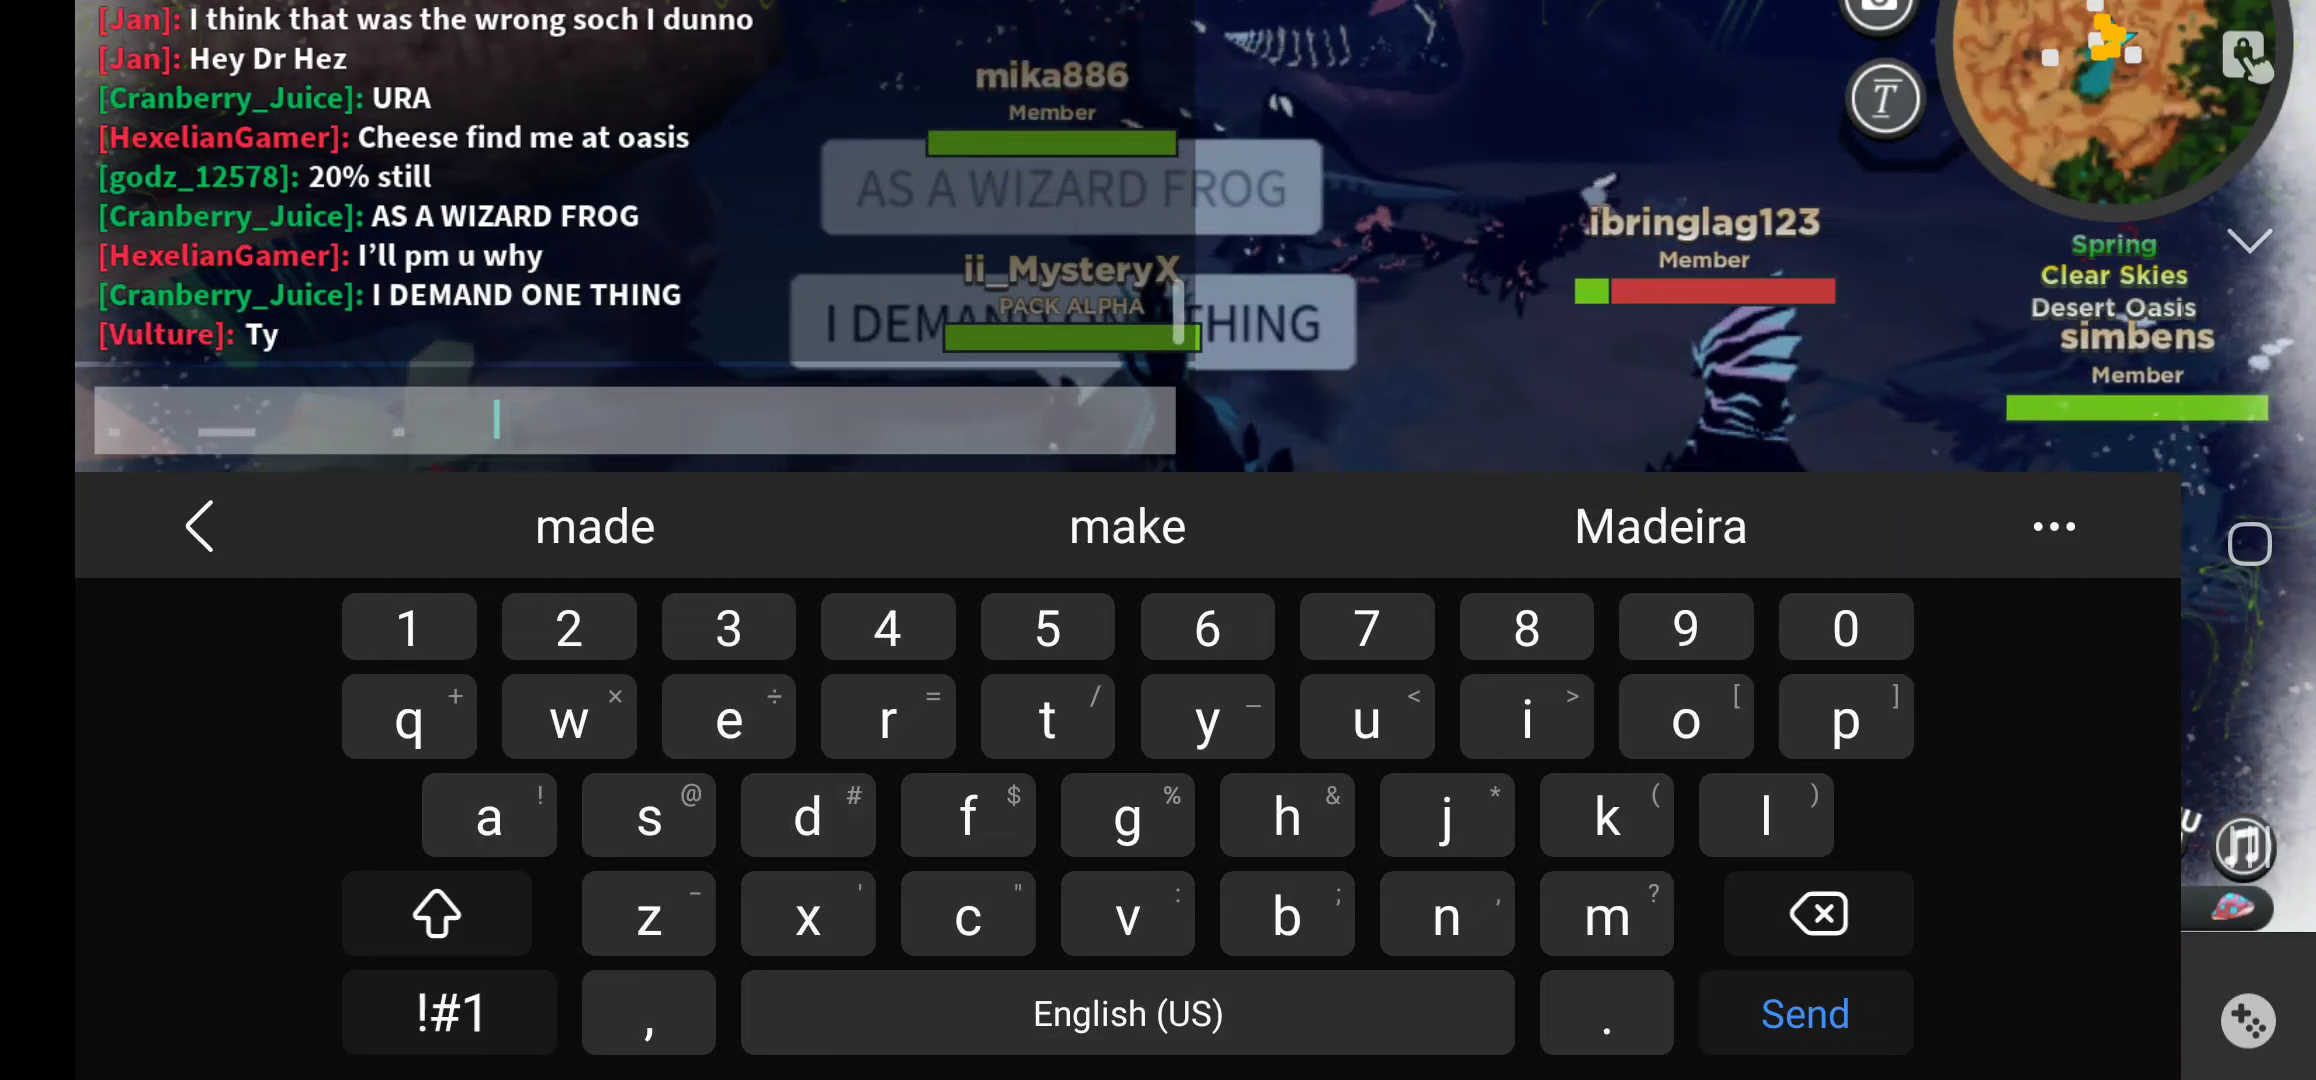 [Jan]: I think that was the wrong soch I dunno
[Jan]: Hey Dr Hez
[Cranberry_Juice]: URA
[HexelianGamer]: Cheese find me at oasis
[godz_12578]: 20% still
[Cranberry_Juice]: AS A WIZARD FROG
[HexelianGamer]: I’ll pm u why
[Cranberry_Juice]: I DEMAND ONE THING
[Vulture]: Ty
mika886
Member
AS A WIZARD FROG
ii_MysteryX
PACK ALPHA
I DEMAND ONE THING
ibringlag123
Member
T
Spring
Clear Skies
Desert Oasis
simbens
Member
made make Madeira
1 2 3 4 5 6 7 8 9 0
q + w × e ÷ r = t / y _ u < i > o [ p ]
a ! s @ d # f $ g % h & j * k ( l )
z - x ' c " v : b ; n , m ?
!#1 , English (US) . Send
U